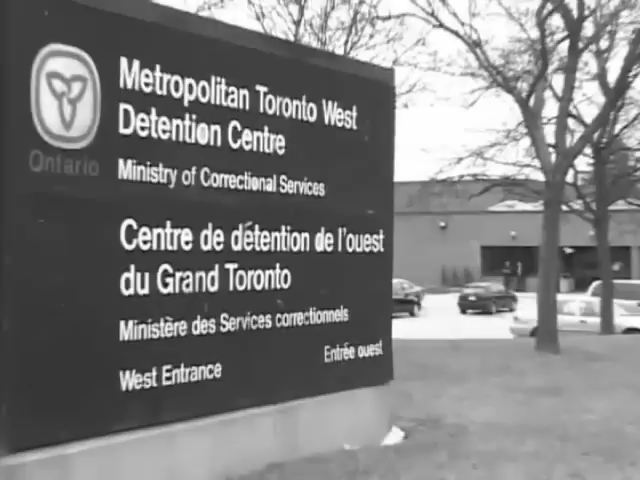 Ontario
Metropolitan Toronto West
Detention Centre
Ministry of Correctional Services
Centre de détention de l'ouest
du Grand Toronto
Ministère des Services correctionnels
West Entrance
Entrée ouest